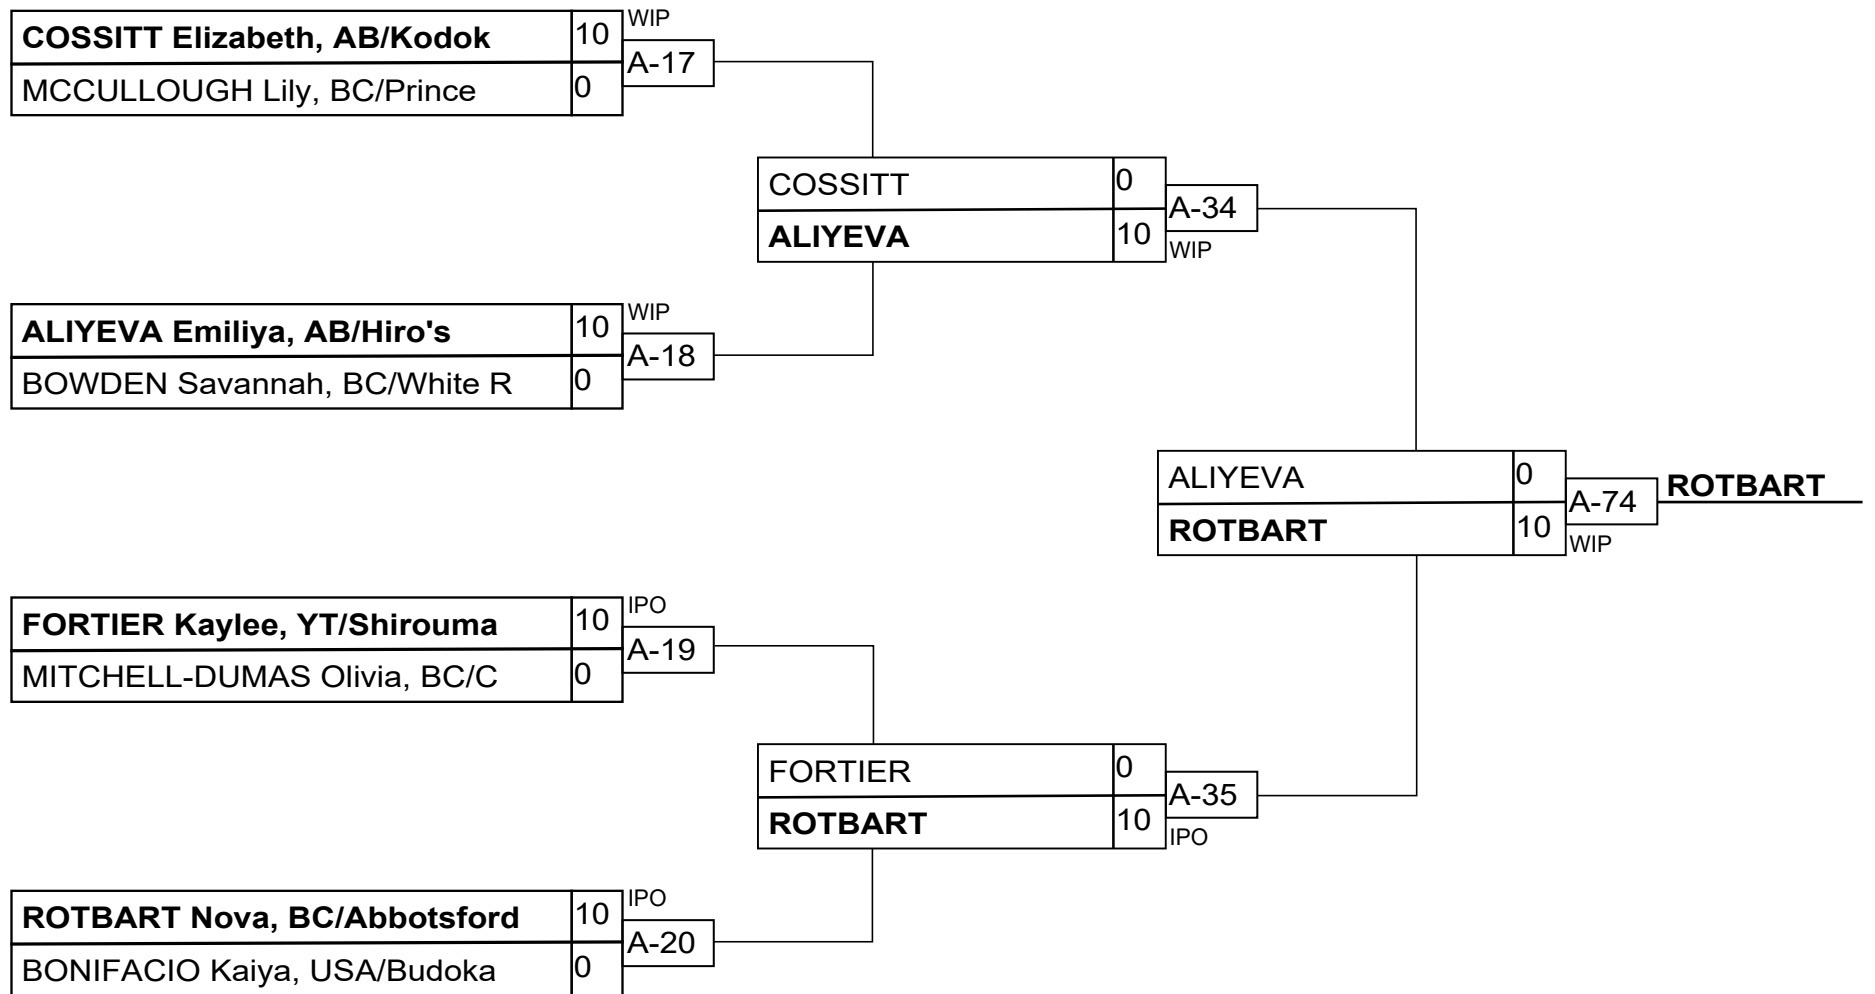 COSSITT Elizabeth, AB/Kodok 10 WIP
A-17
MCCULLOUGH Lily, BC/Prince 0
COSSITT 0
A-34
ALIYEVA 10 WIP
ALIYEVA Emiliya, AB/Hiro's 10 WIP
A-18
BOWDEN Savannah, BC/White R 0
ALIYEVA 0
A-74 ROTBART
ROTBART 10 WIP
FORTIER Kaylee, YT/Shirouma 10 IPO
A-19
MITCHELL-DUMAS Olivia, BC/C 0
FORTIER 0
A-35
ROTBART 10 IPO
ROTBART Nova, BC/Abbotsford 10 IPO
A-20
BONIFACIO Kaiya, USA/Budoka 0